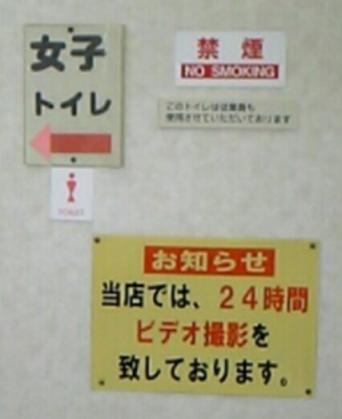 女子
トイレ
禁煙
NO SMOKING
このトイレは従業員も
使用させていただいております
TOILET
お知らせ
当店では、24時間
ビデオ撮影を
致しております。